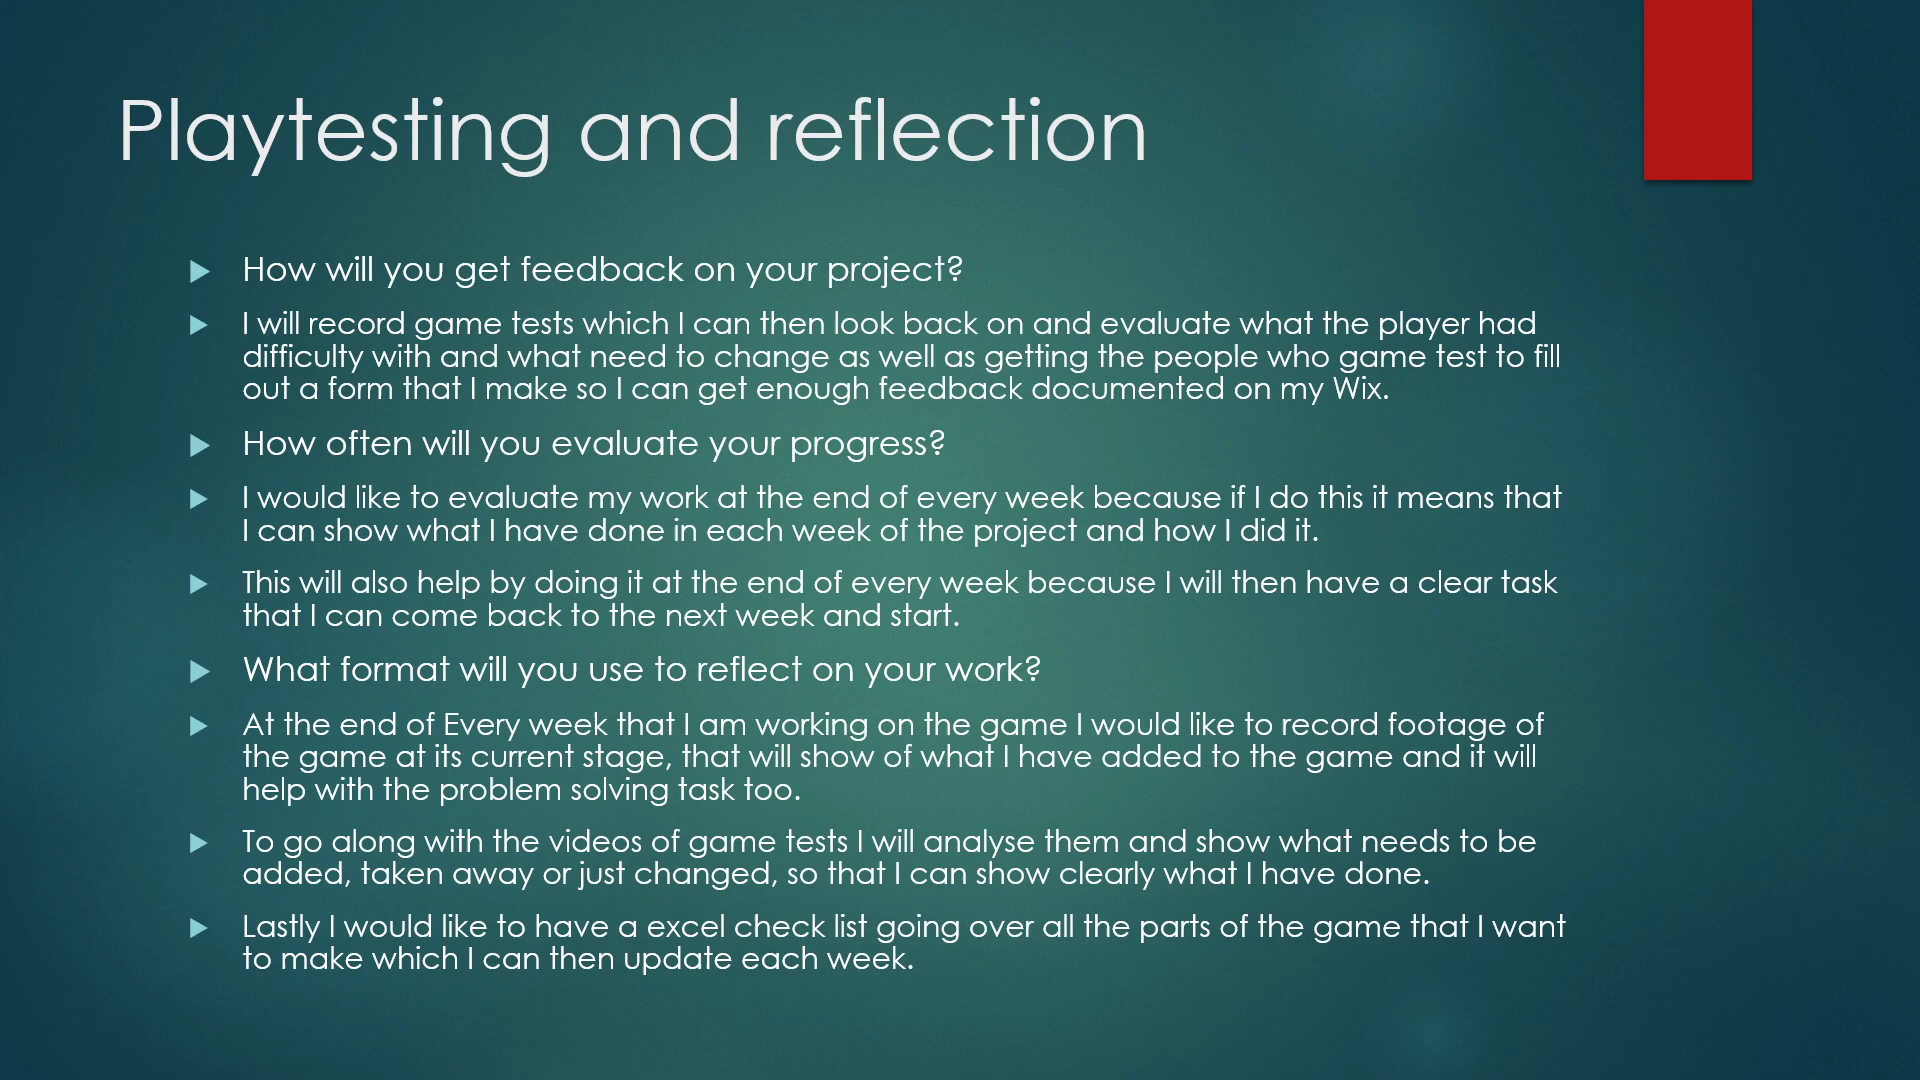 Playtesting and reflection
How will you get feedback on your project?
I will record game tests which I can then look back on and evaluate what the player had
difficulty with and what need to change as well as getting the people who game test to fill
out a form that I make so I can get enough feedback documented on my Wix.
How often will you evaluate your progress?
I would like to evaluate my work at the end of every week because if I do this it means that
I can show what I have done in each week of the project and how I did it.
This will also help by doing it at the end of every week because I will then have a clear task
that I can come back to the next week and start.
What format will you use to reflect on your work?
At the end of Every week that I am working on the game I would like to record footage of
the game at its current stage, that will show of what I have added to the game and it will
help with the problem solving task too.
To go along with the videos of game tests I will analyse them and show what needs to be
added, taken away or just changed, so that I can show clearly what I have done.
Lastly I would like to have a excel check list going over all the parts of the game that I want
to make which I can then update each week.